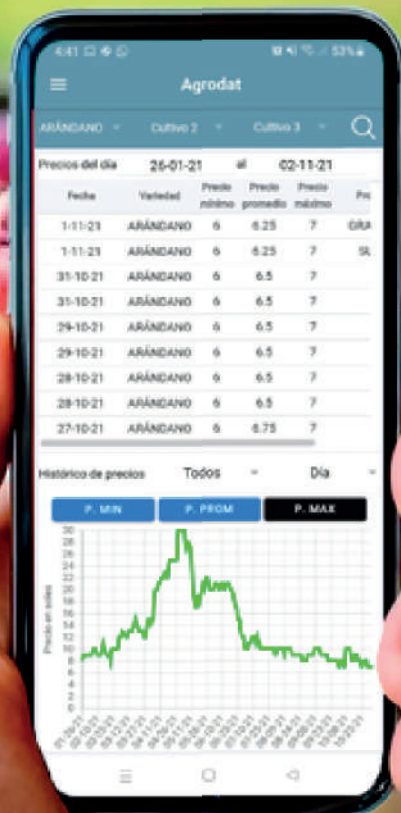 4:41 53%
Agrodat
ARÁNDANO Cultivo 2 Cultivo 3
Precios del día 26-01-21 al 02-11-21
Fecha Variedad Precio mínimo Precio promedio Precio máximo
1-11-21 ARÁNDANO 6 6.25 7 GRA
1-11-21 ARÁNDANO 6 6.25 7
31-10-21 ARÁNDANO 6 6.5 7
31-10-21 ARÁNDANO 6 6.5 7
29-10-21 ARÁNDANO 6 6.5 7
29-10-21 ARÁNDANO 6 6.5 7
28-10-21 ARÁNDANO 6 6.5 7
28-10-21 ARÁNDANO 6 6.5 7
27-10-21 ARÁNDANO 6 6.75 7
Histórico de precios Todos Día
P. MIN P. PROM P. MAX
Precio en soles
30
28
26
24
22
20
18
16
14
12
10
8
6
4
2
0